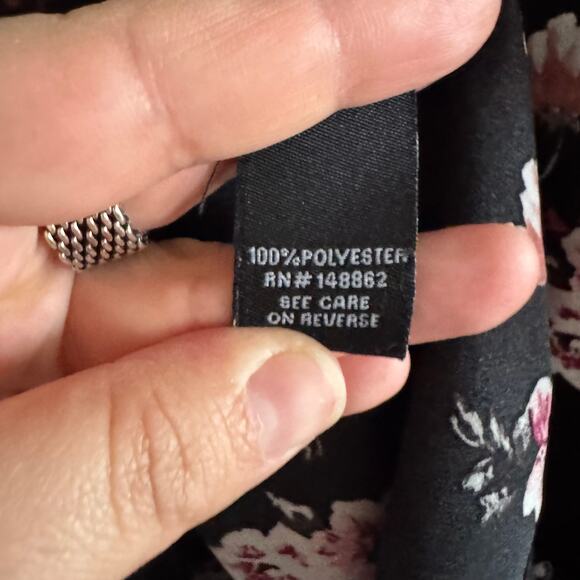 100%POLYESTER
RN#148862
SEE CARE
ON REVERSE